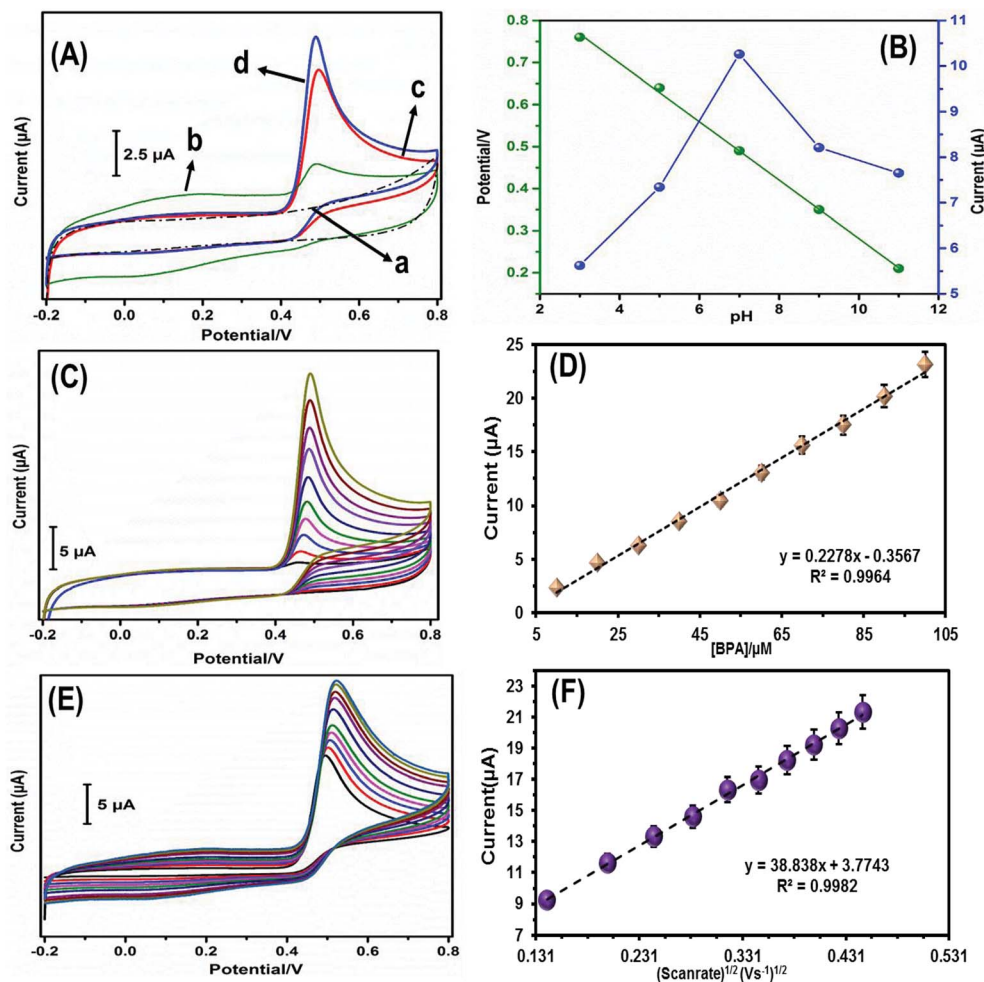 (A)
d
c
b
a
2.5 µA
Current (µA)
-0.2 0.0 0.2 0.4 0.6 0.8
Potential/V
(B)
0.8
0.7
0.6
0.5
0.4
0.3
0.2
Potential/V
11
10
9
8
7
6
5
Current (µA)
2 4 6 8 10 12
pH
(C)
5 µA
Current (µA)
-0.2 0.0 0.2 0.4 0.6 0.8
Potential/V
(D)
25
20
15
10
5
0
Current (µA)
y = 0.2278x - 0.3567
R² = 0.9964
5 25 45 65 85 105
[BPA]/µM
(E)
5 µA
Current (µA)
-0.2 0.0 0.2 0.4 0.6 0.8
Potential/V
(F)
23
21
19
17
15
13
11
9
7
Current(µA)
y = 38.838x + 3.7743
R² = 0.9982
0.131 0.231 0.331 0.431 0.531
(Scanrate)¹ᐟ² (Vs⁻¹)¹ᐟ²